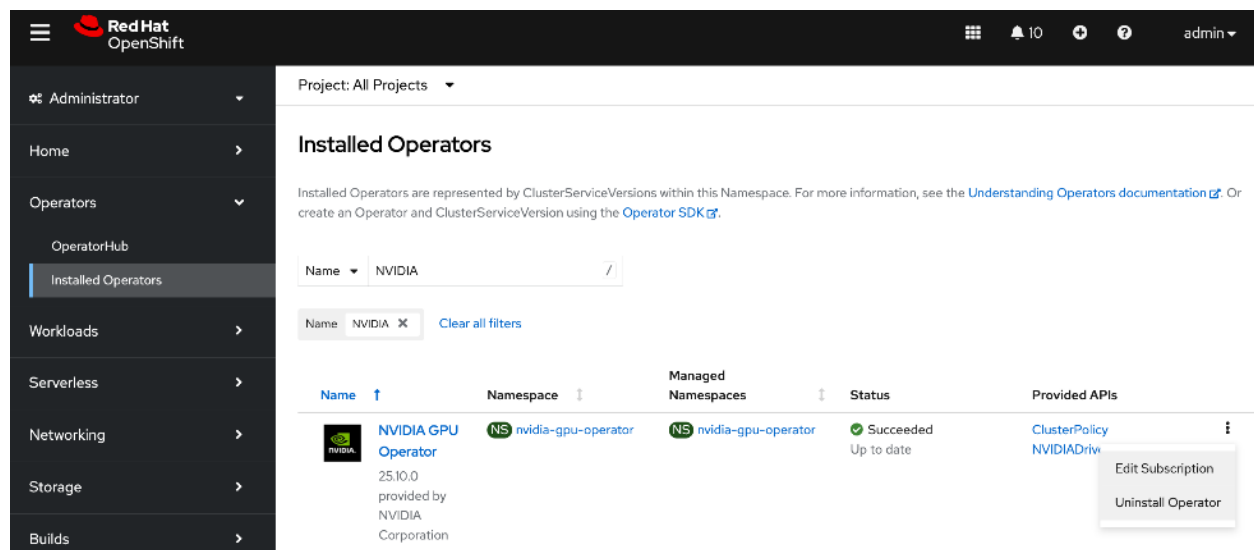 Red Hat
OpenShift
10
admin
Administrator
Home
Operators
OperatorHub
Installed Operators
Workloads
Serverless
Networking
Storage
Builds
Project: All Projects
Installed Operators
Installed Operators are represented by ClusterServiceVersions within this Namespace. For more information, see the Understanding Operators documentation. Or
create an Operator and ClusterServiceVersion using the Operator SDK.
Name NVIDIA /
Name NVIDIA Clear all filters
Name Namespace Managed Namespaces Status Provided APIs
NVIDIA.
NVIDIA GPU
Operator
25.10.0
provided by
NVIDIA
Corporation
NS nvidia-gpu-operator
NS nvidia-gpu-operator
Succeeded
Up to date
ClusterPolicy
NVIDIADriv
Edit Subscription
Uninstall Operator